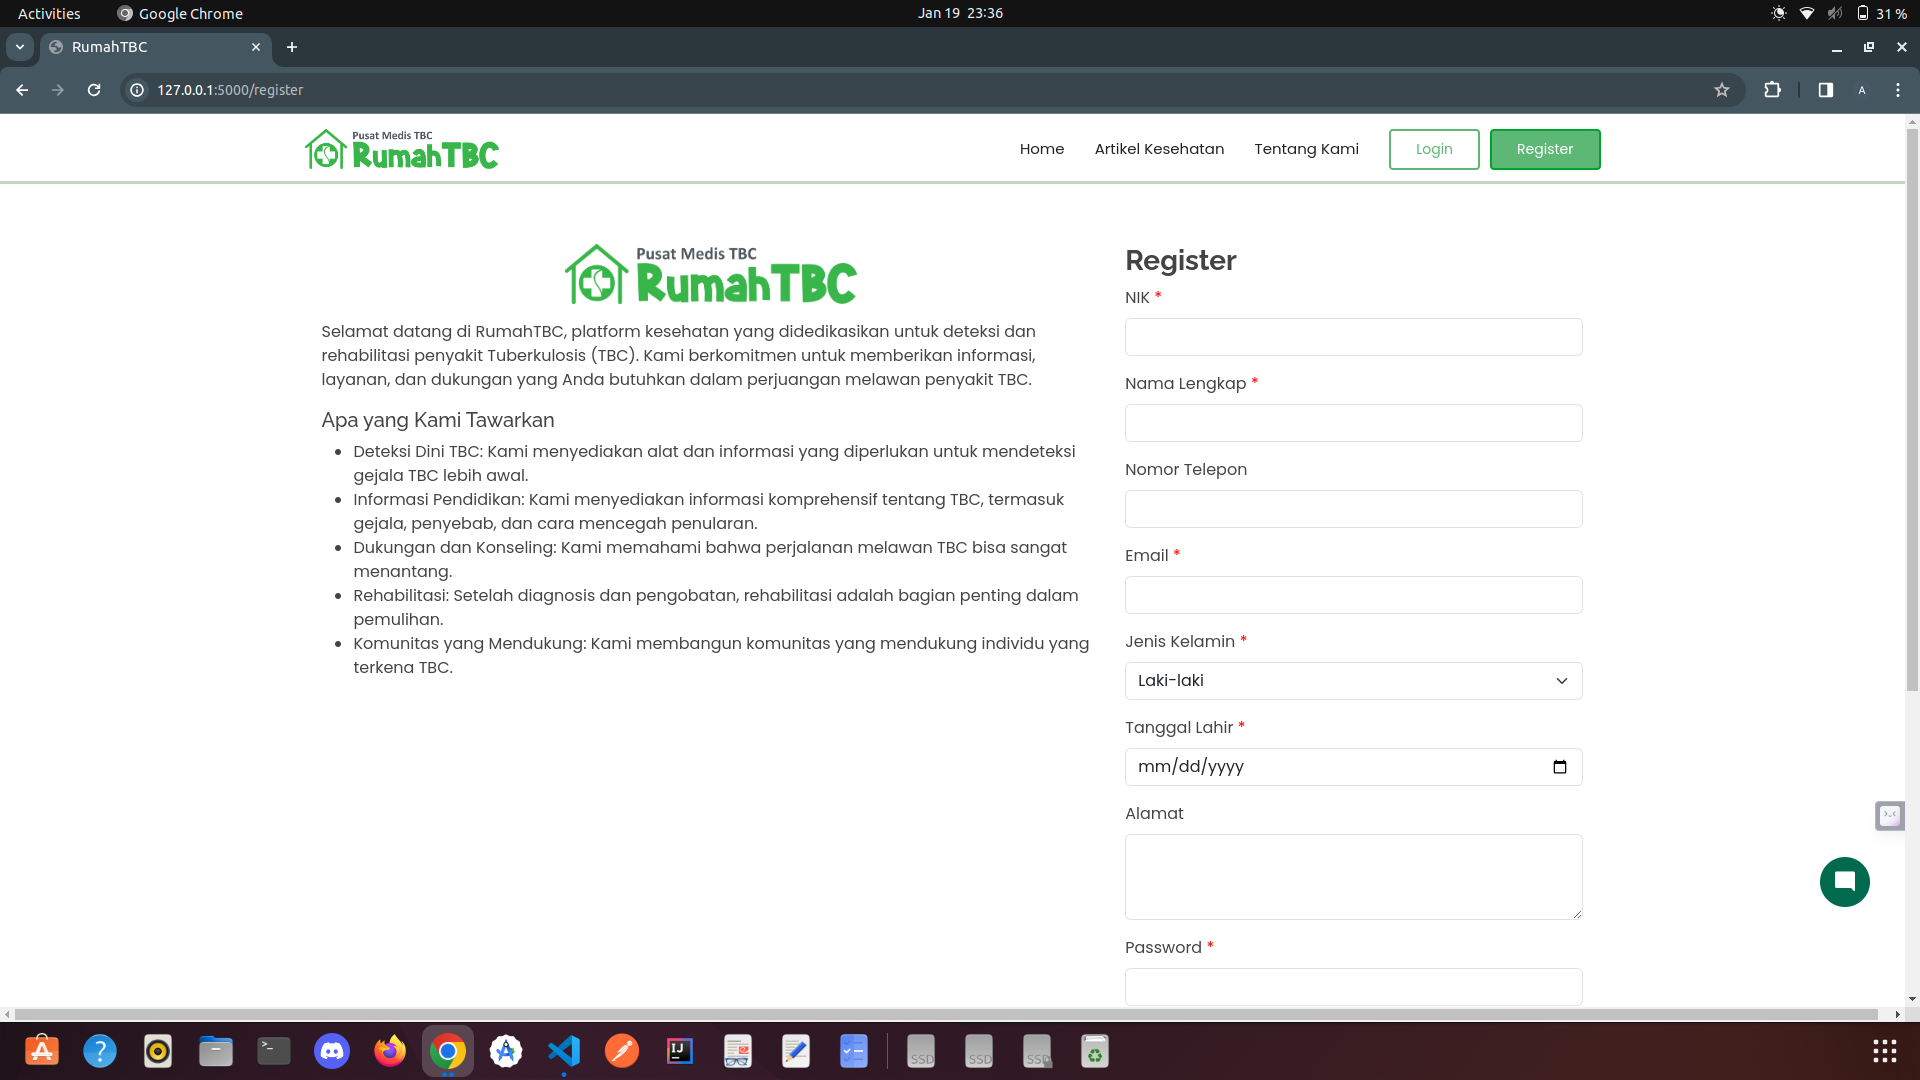 Activities
Google Chrome
Jan 19 23:36
31 %
RumahTBC
127.0.0.1:5000/register
A
Pusat Medis TBC
RumahTBC
Home
Artikel Kesehatan
Tentang Kami
Login
Register
Pusat Medis TBC
RumahTBC
Selamat datang di RumahTBC, platform kesehatan yang didedikasikan untuk deteksi dan
rehabilitasi penyakit Tuberkulosis (TBC). Kami berkomitmen untuk memberikan informasi,
layanan, dan dukungan yang Anda butuhkan dalam perjuangan melawan penyakit TBC.
Apa yang Kami Tawarkan
• Deteksi Dini TBC: Kami menyediakan alat dan informasi yang diperlukan untuk mendeteksi
gejala TBC lebih awal.
• Informasi Pendidikan: Kami menyediakan informasi komprehensif tentang TBC, termasuk
gejala, penyebab, dan cara mencegah penularan.
• Dukungan dan Konseling: Kami memahami bahwa perjalanan melawan TBC bisa sangat
menantang.
• Rehabilitasi: Setelah diagnosis dan pengobatan, rehabilitasi adalah bagian penting dalam
pemulihan.
• Komunitas yang Mendukung: Kami membangun komunitas yang mendukung individu yang
terkena TBC.
Register
NIK *
Nama Lengkap *
Nomor Telepon
Email *
Jenis Kelamin *
Laki-laki
Tanggal Lahir *
mm/dd/yyyy
Alamat
Password *
IJ
SSD
SSD
SSD